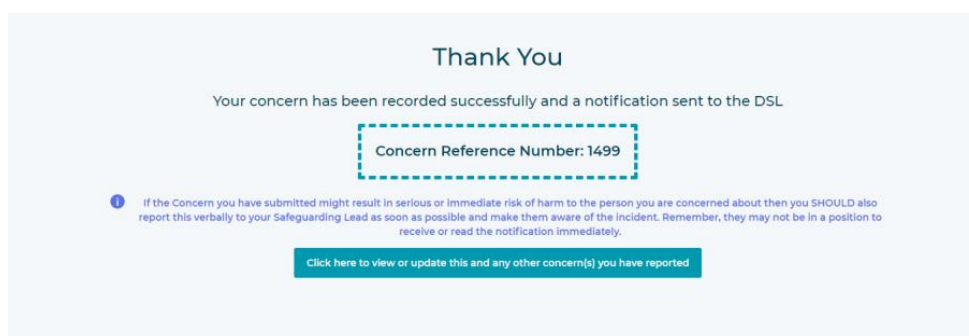 Thank You
Your concern has been recorded successfully and a notification sent to the DSL
Concern Reference Number: 1499
i
If the Concern you have submitted might result in serious or immediate risk of harm to the person you are concerned about then you SHOULD also
report this verbally to your Safeguarding Lead as soon as possible and make them aware of the incident. Remember, they may not be in a position to
receive or read the notification immediately.
Click here to view or update this and any other concern(s) you have reported